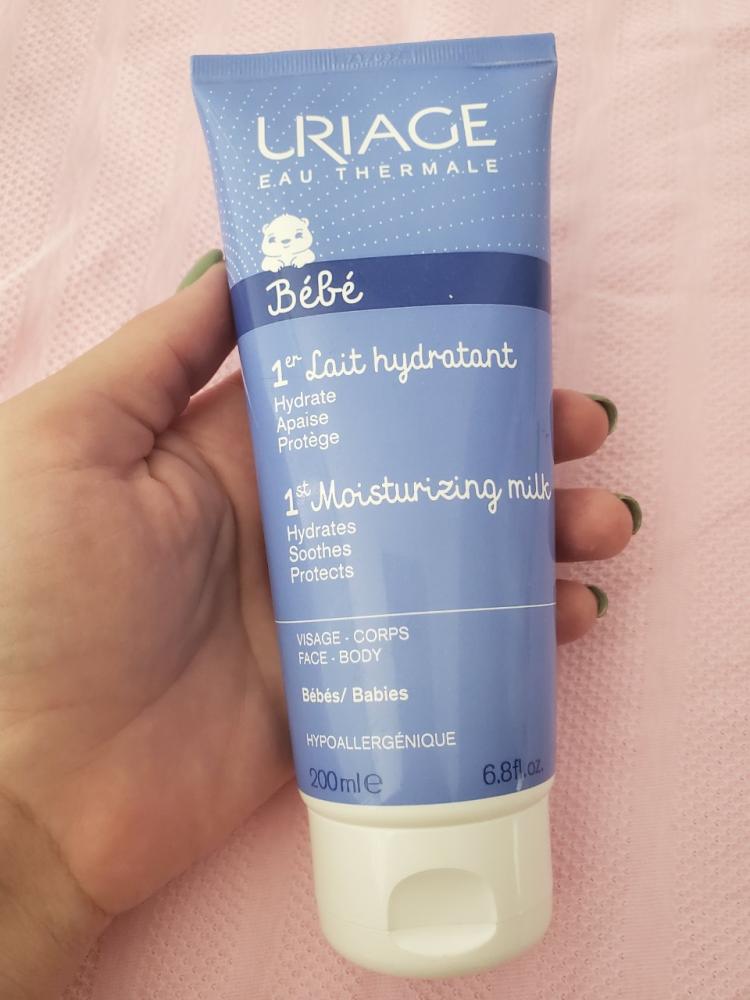 URIAGE
EAU THERMALE
Bébé
1er Lait hydratant
Hydrate
Apaise
Protège
1st Moisturizing milk
Hydrates
Soothes
Protects
VISAGE - CORPS
FACE - BODY
Bébés/ Babies
HYPOALLERGÉNIQUE
200ml℮ 6.8fl.oz.